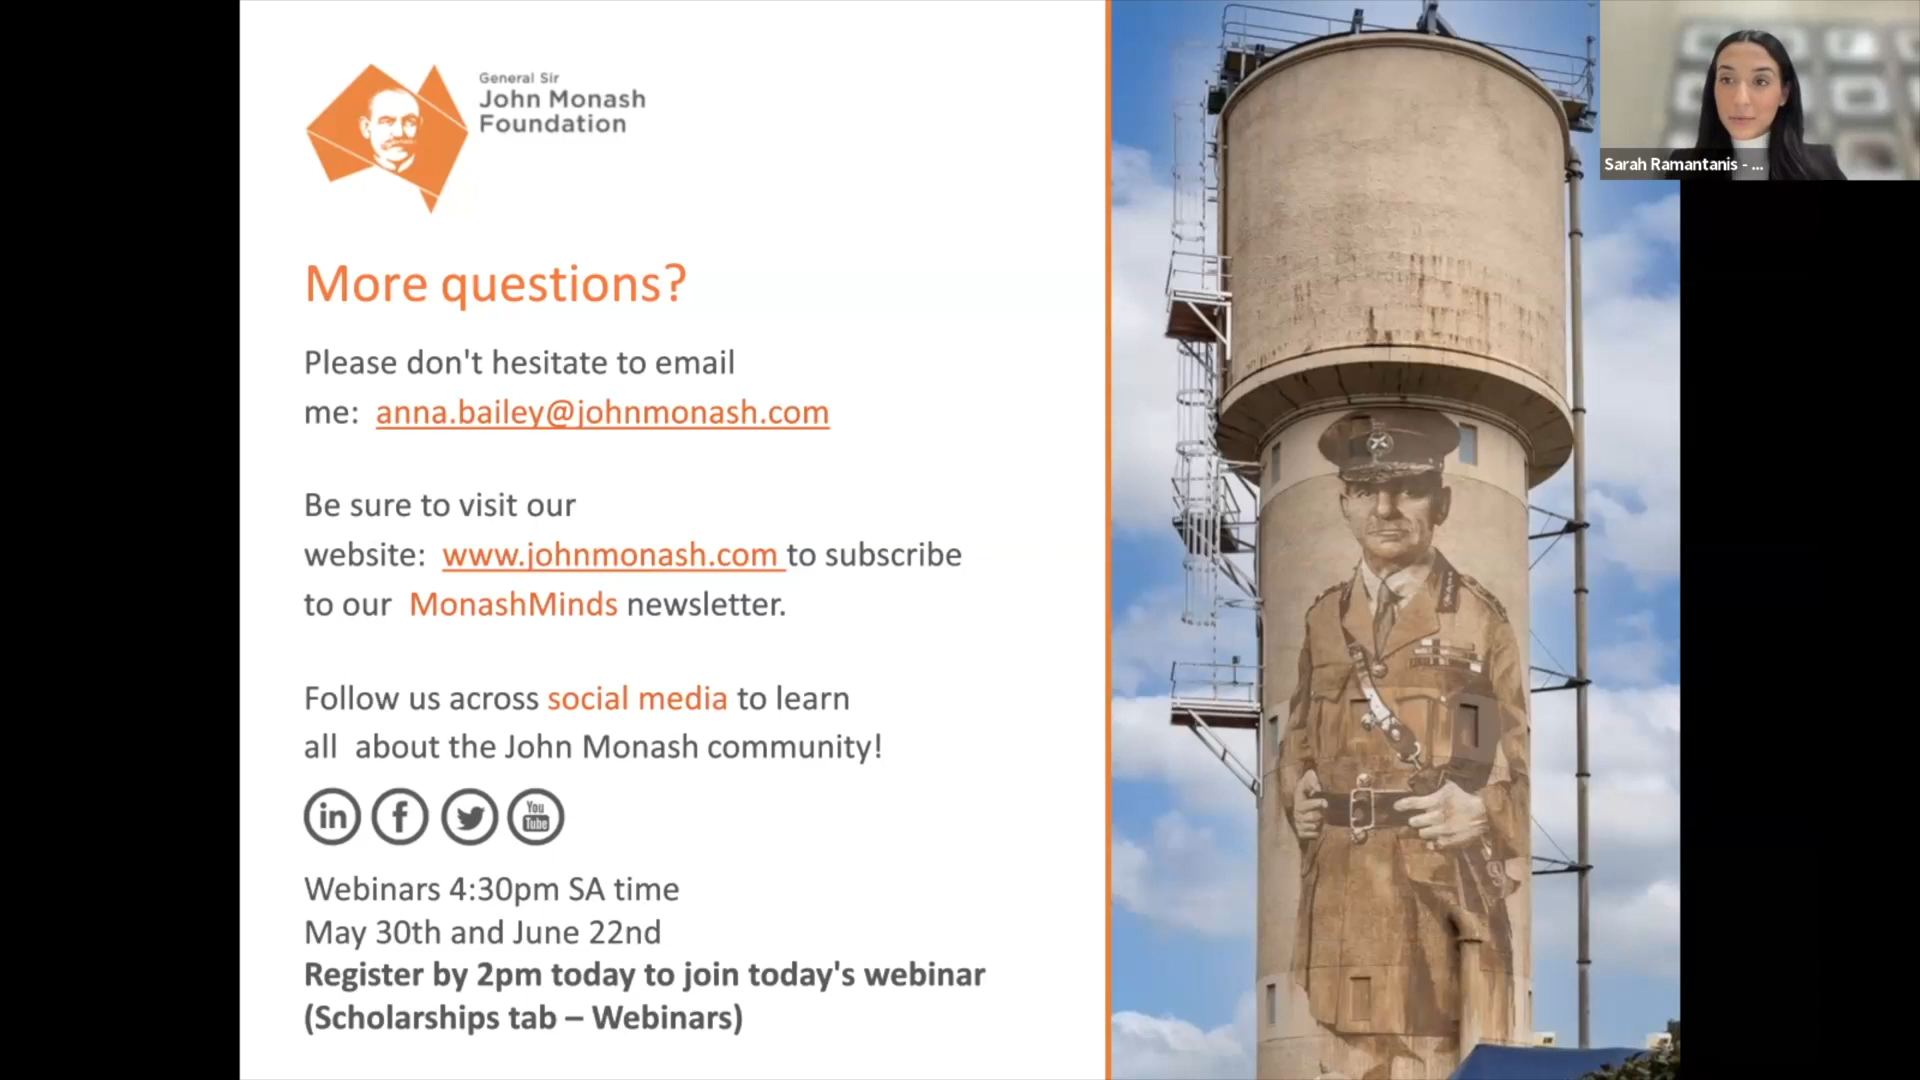 General Sir
John Monash
Foundation
Sarah Ramantanis - ...
More questions?
Please don't hesitate to email
me: anna.bailey@johnmonash.com
Be sure to visit our
website: www.johnmonash.com to subscribe
to our MonashMinds newsletter.
Follow us across social media to learn
all about the John Monash community!
in f You
Tube
Webinars 4:30pm SA time
May 30th and June 22nd
Register by 2pm today to join today's webinar
(Scholarships tab – Webinars)